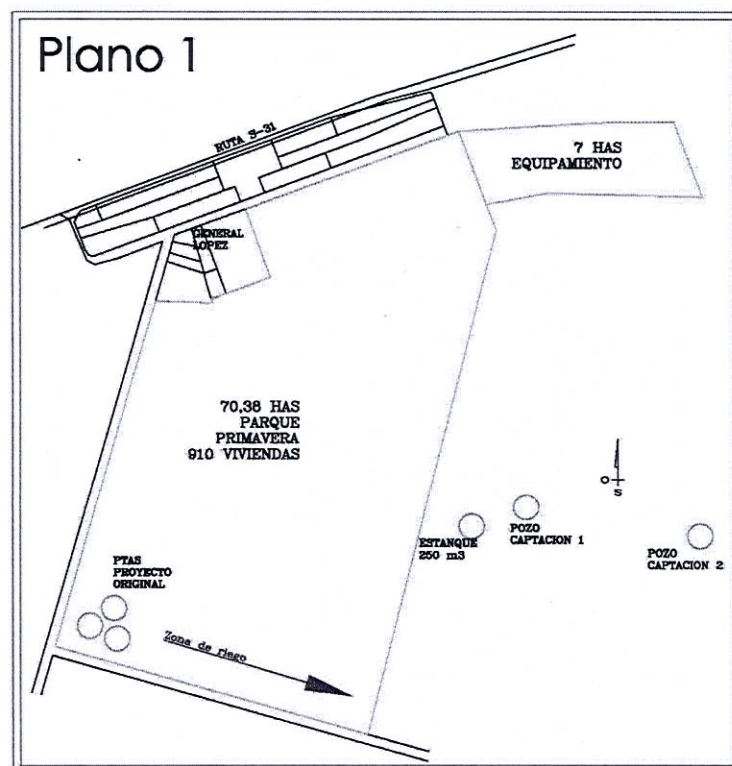 Plano 1
RUTA S-31
7 HAS
EQUIPAMIENTO
GENERAL
LOPEZ
70,38 HAS
PARQUE
PRIMAVERA
910 VIVIENDAS
O
S
ESTANQUE
250 m3
POZO
CAPTACION 1
POZO
CAPTACION 2
PTAS
PROYECTO
ORIGINAL
Zona de riego